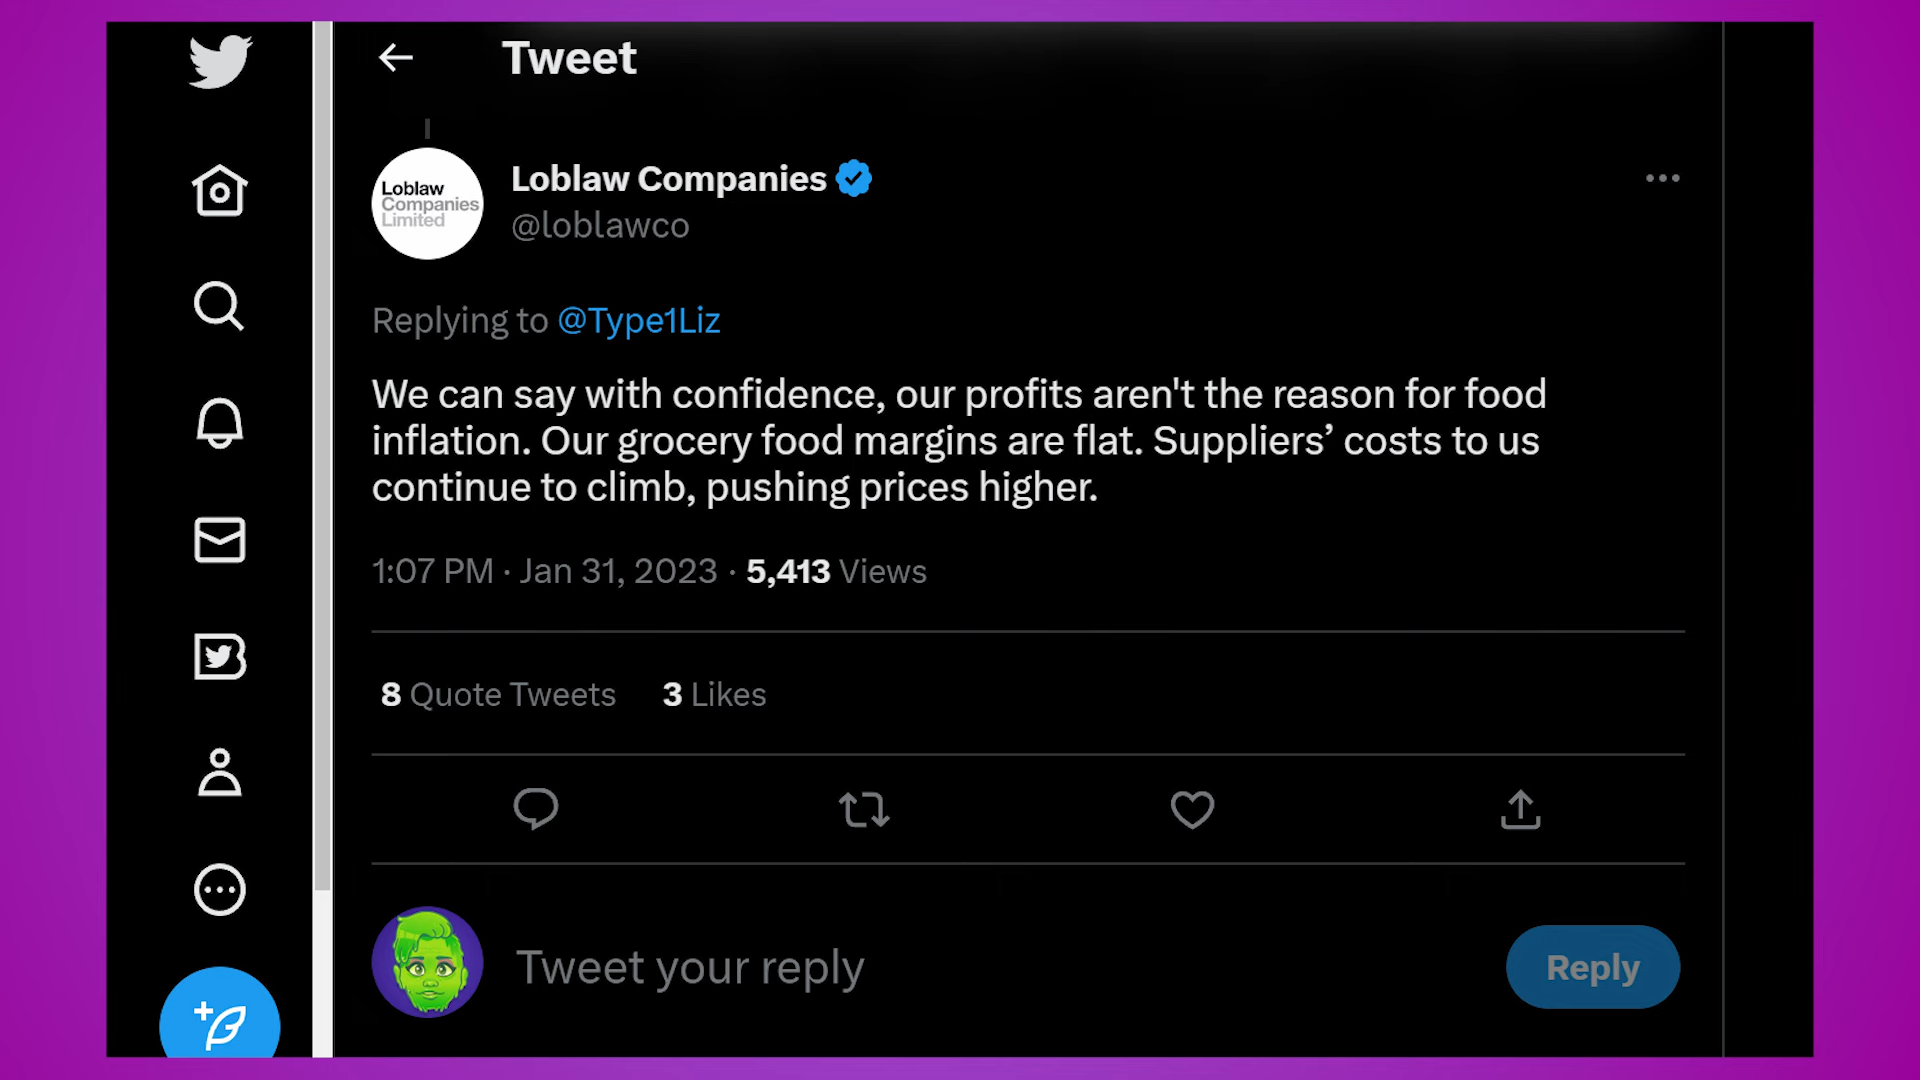 Tweet
Loblaw
Companies
Limited
Loblaw Companies
@loblawco
Replying to @Type1Liz
We can say with confidence, our profits aren't the reason for food
inflation. Our grocery food margins are flat. Suppliers’ costs to us
continue to climb, pushing prices higher.
1:07 PM · Jan 31, 2023 · 5,413 Views
8 Quote Tweets 3 Likes
Tweet your reply
Reply